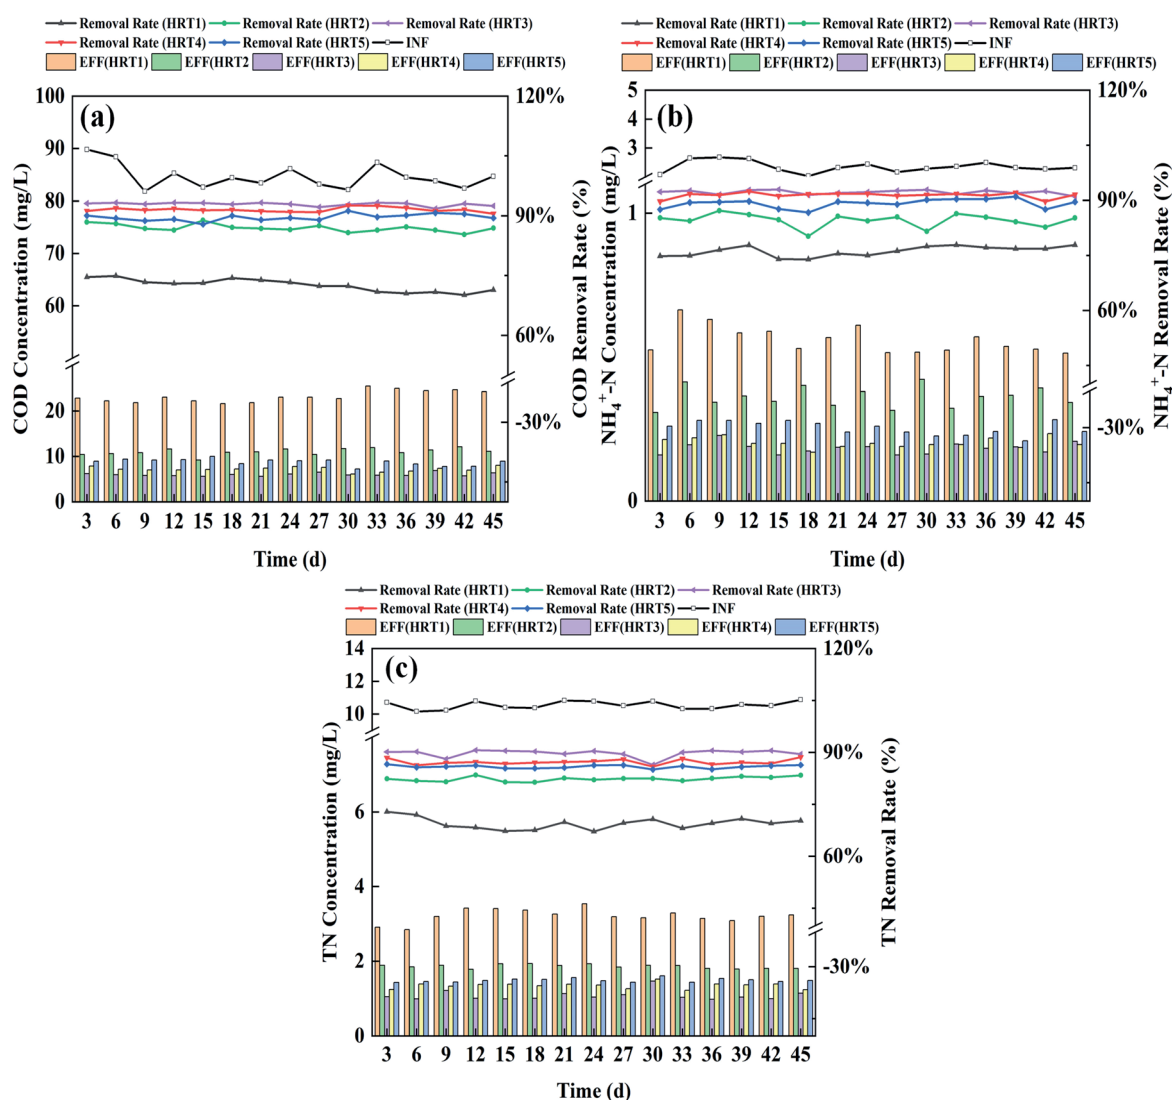 Removal Rate (HRT1) Removal Rate (HRT2) Removal Rate (HRT3)
Removal Rate (HRT4) Removal Rate (HRT5) INF
EFF(HRT1) EFF(HRT2 EFF(HRT3) EFF(HRT4) EFF(HRT5)
(a)
COD Concentration (mg/L)
100
90
80
70
60
20
10
0
120%
90%
60%
-30%
COD Removal Rate (%)
3 6 9 12 15 18 21 24 27 30 33 36 39 42 45
Time (d)
Removal Rate (HRT1) Removal Rate (HRT2) Removal Rate (HRT3)
Removal Rate (HRT4) Removal Rate (HRT5) INF
EFF(HRT1) EFF(HRT2) EFF(HRT3) EFF(HRT4) EFF(HRT5)
(b)
NH₄⁺-N Concentration (mg/L)
5
4
3
1
0
120%
90%
60%
-30%
NH₄⁺-N Removal Rate (%)
3 6 9 12 15 18 21 24 27 30 33 36 39 42 45
Time (d)
Removal Rate (HRT1) Removal Rate (HRT2) Removal Rate (HRT3)
Removal Rate (HRT4) Removal Rate (HRT5) INF
EFF(HRT1) EFF(HRT2) EFF(HRT3) EFF(HRT4) EFF(HRT5)
(c)
TN Concentration (mg/L)
14
12
10
6
4
2
0
120%
90%
60%
-30%
TN Removal Rate (%)
3 6 9 12 15 18 21 24 27 30 33 36 39 42 45
Time (d)